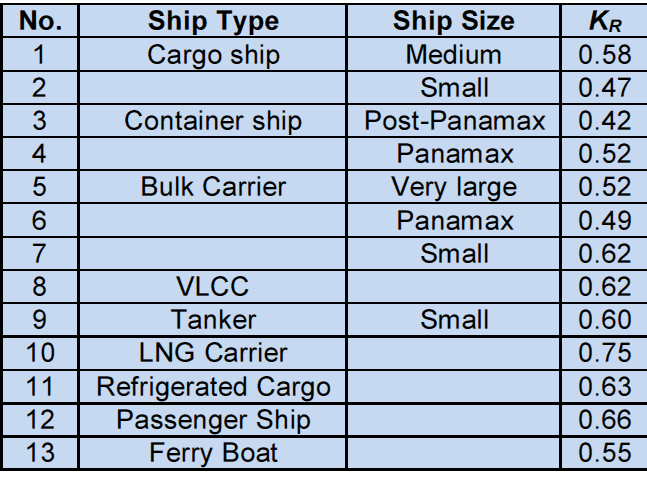 No. Ship Type Ship Size KR
1 Cargo ship Medium 0.58
2 Small 0.47
3 Container ship Post-Panamax 0.42
4 Panamax 0.52
5 Bulk Carrier Very large 0.52
6 Panamax 0.49
7 Small 0.62
8 VLCC 0.62
9 Tanker Small 0.60
10 LNG Carrier 0.75
11 Refrigerated Cargo 0.63
12 Passenger Ship 0.66
13 Ferry Boat 0.55